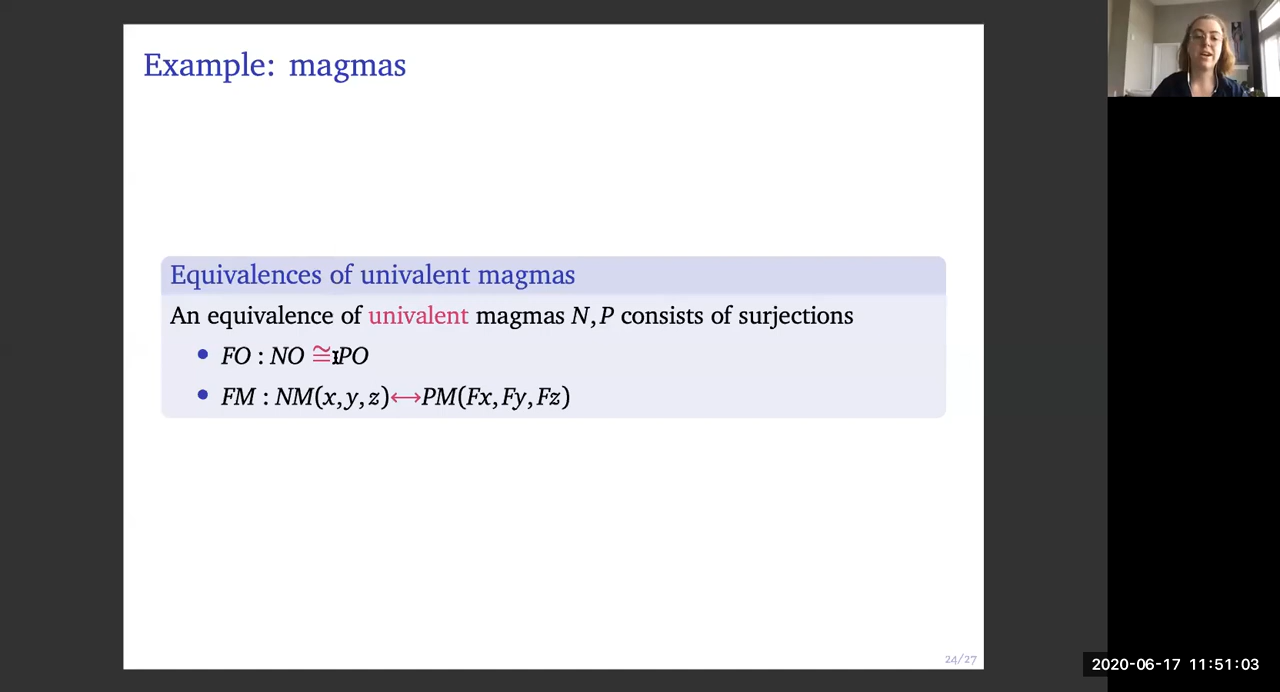 Example: magmas
Equivalences of univalent magmas
An equivalence of univalent magmas N, P consists of surjections
• FO : NO ≅ PO
• FM : NM(x, y, z) ↔ PM(Fx, Fy, Fz)
24/27
2020-06-17 11:51:03